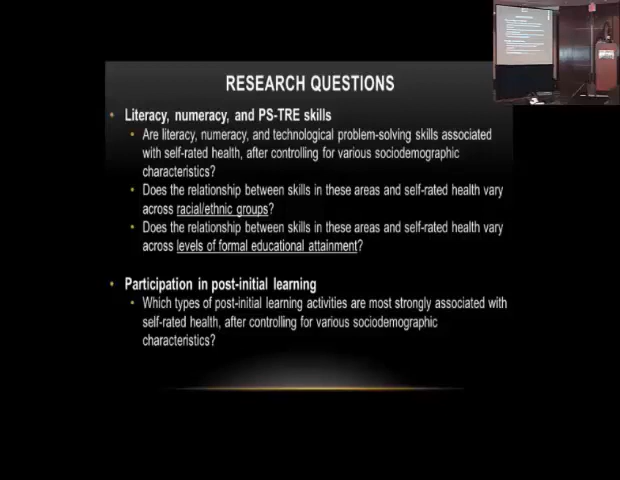 RESEARCH QUESTIONS
• Literacy, numeracy, and PS-TRE skills
• Are literacy, numeracy, and technological problem-solving skills associated
with self-rated health, after controlling for various sociodemographic
characteristics?
• Does the relationship between skills in these areas and self-rated health vary
across racial/ethnic groups?
• Does the relationship between skills in these areas and self-rated health vary
across levels of formal educational attainment?
• Participation in post-initial learning
• Which types of post-initial learning activities are most strongly associated with
self-rated health, after controlling for various sociodemographic
characteristics?